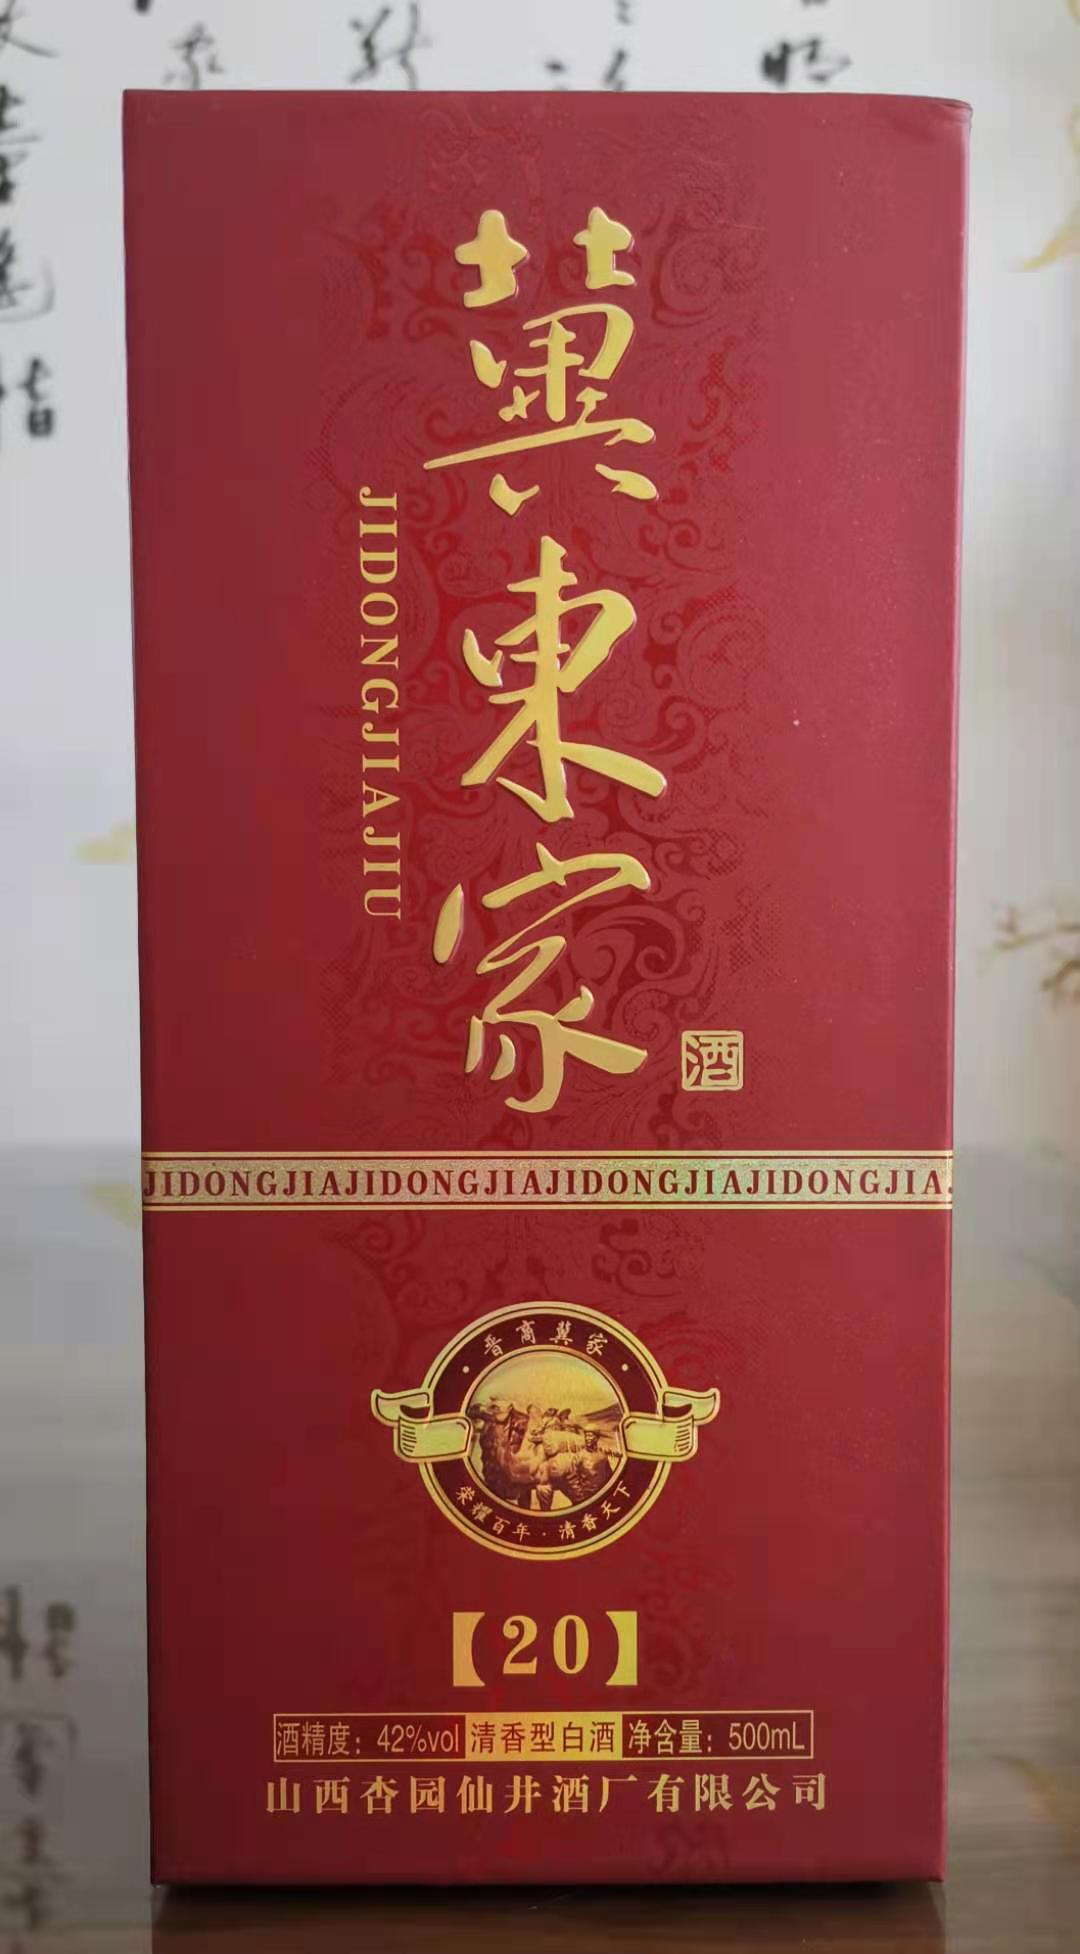 冀東家
JIDONGJIAJIU
酒
JIDONGJIAJIDONGJIAJIDONGJIAJIDONGJIA
晋商冀家
荣耀百年·清香天下
【20】
酒精度：42%vol 清香型白酒 净含量：500mL
山西杏园仙井酒厂有限公司